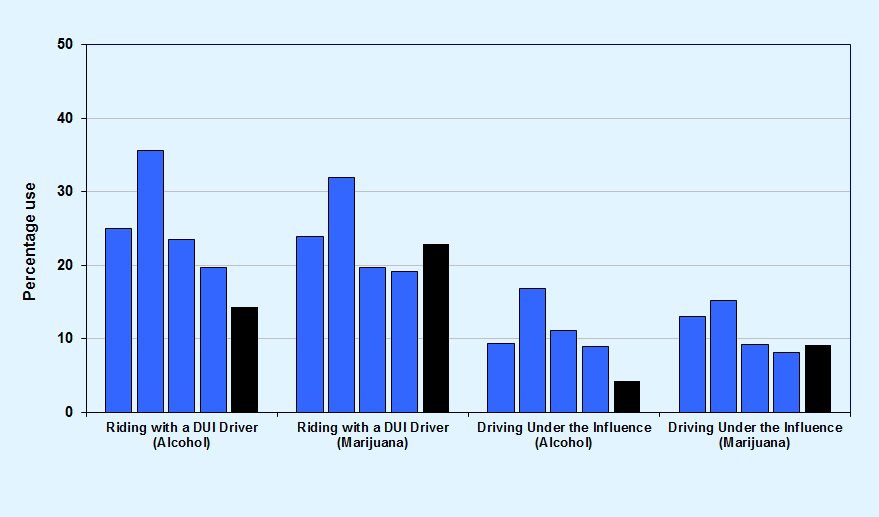 50
40
30
20
10
0
Percentage use
Riding with a DUI Driver
(Alcohol)
Riding with a DUI Driver
(Marijuana)
Driving Under the Influence
(Alcohol)
Driving Under the Influence
(Marijuana)